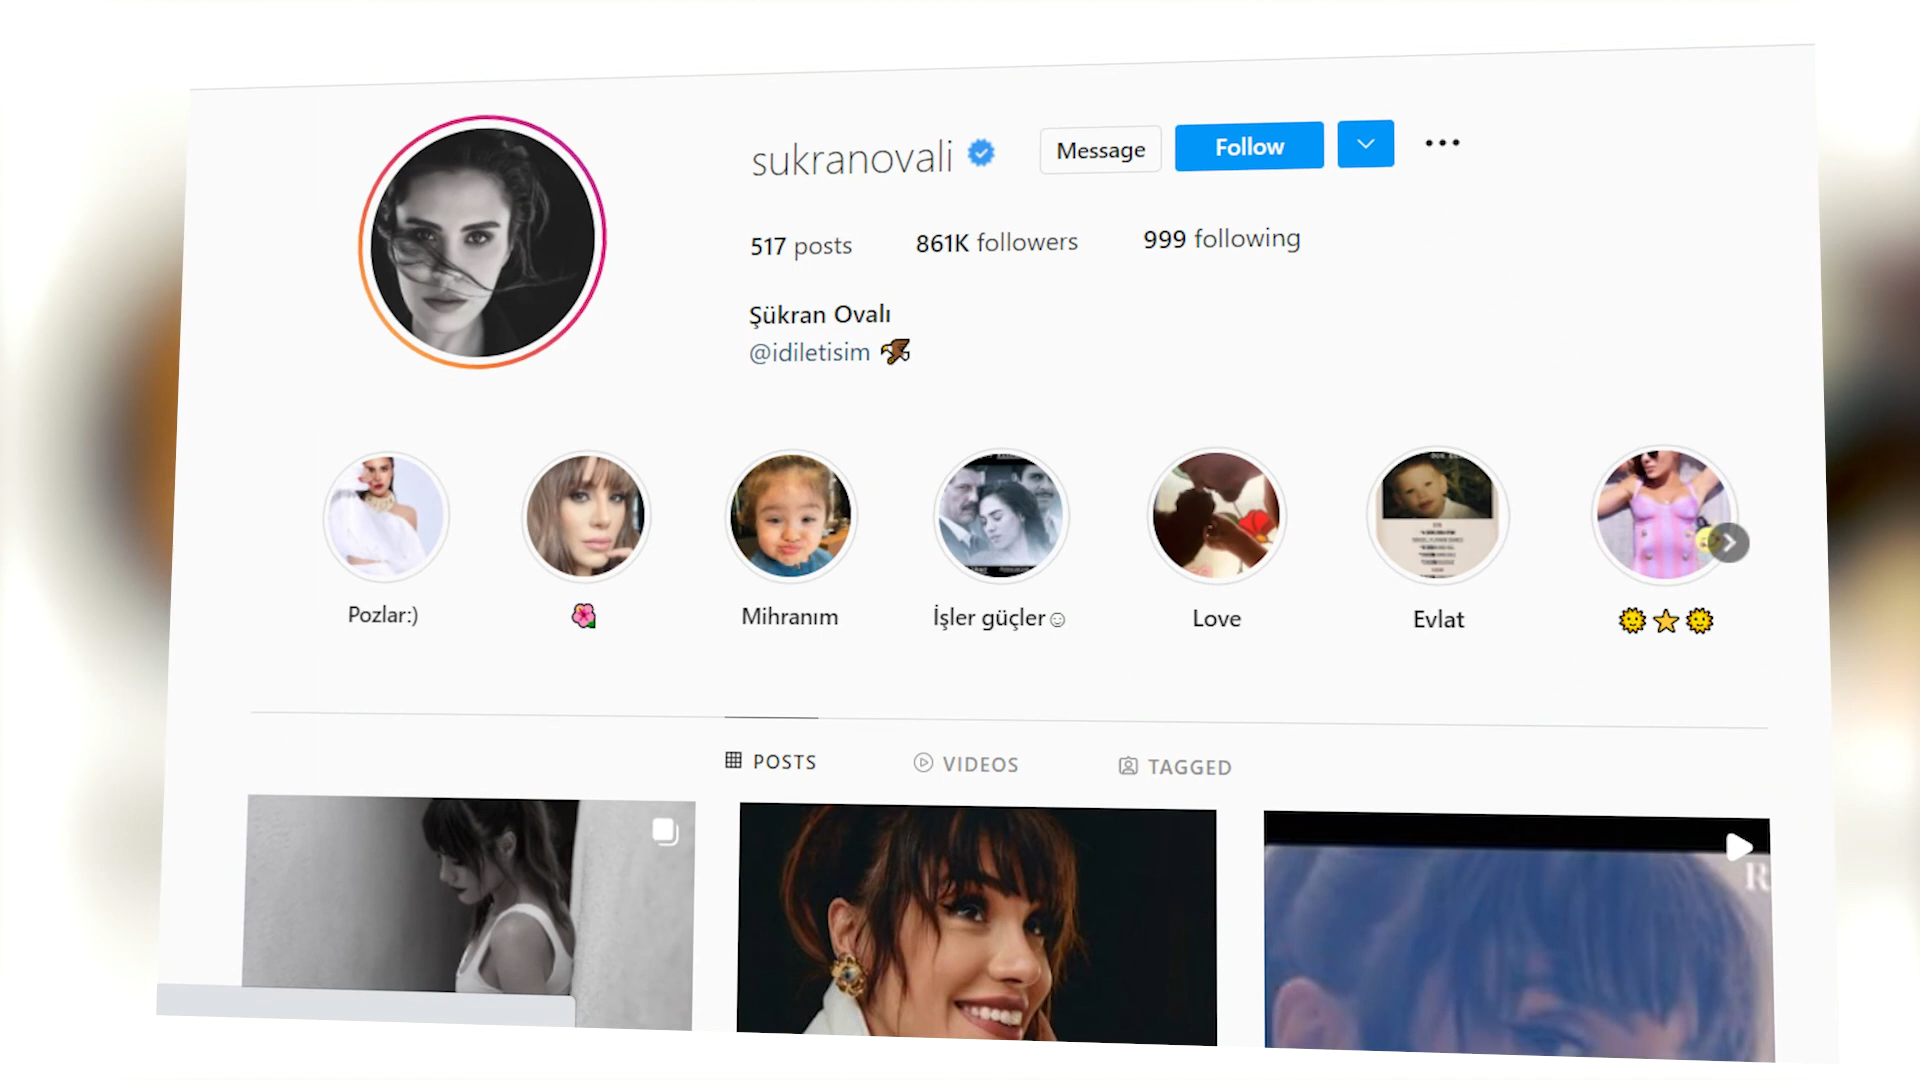 sukranovali
Message
Follow
517 posts
861K followers
999 following
Şükran Ovalı
@idiletisim
Pozlar:)
Mihranım
İşler güçler☺
Love
Evlat
POSTS
VIDEOS
TAGGED
R